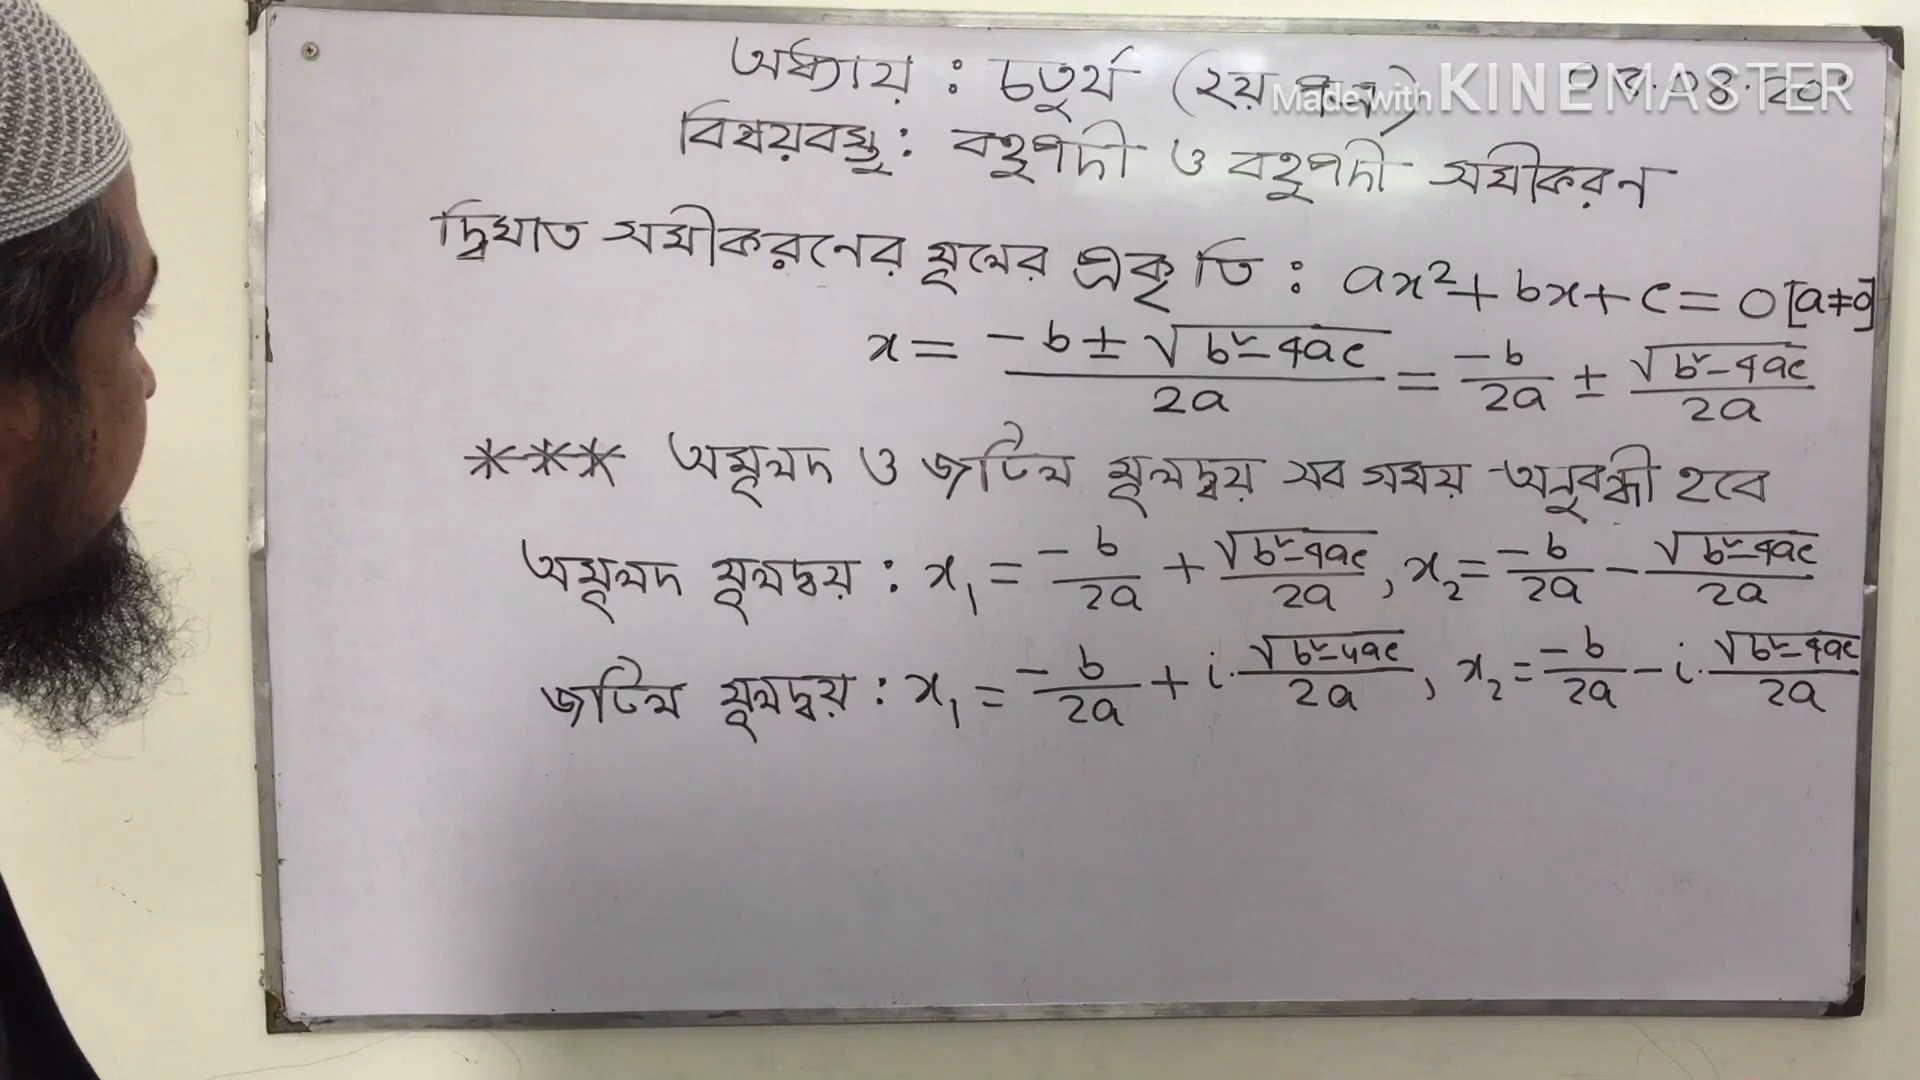 অধ্যায় : চতুর্থ (২য় পত্র)
Made with KINEMASTER
বিষয়বস্তু : বহুপদী ও বহুপদী সমীকরন
দ্বিঘাত সমীকরনের মূলের প্রকৃতি : ax²+bx+c=0 [a≠0]
x = (-b ± √(b²-4ac))/2a = -b/2a ± √(b²-4ac)/2a
*** অমূলদ ও জটিল মূলদ্বয় সব সময় অনুবন্ধী হবে
অমূলদ মূলদ্বয় : x₁ = -b/2a + √(b²-4ac)/2a , x₂ = -b/2a - √(b²-4ac)/2a
জটিল মূলদ্বয় : x₁ = -b/2a + i.√(b²-4ac)/2a , x₂ = -b/2a - i.√(b²-4ac)/2a